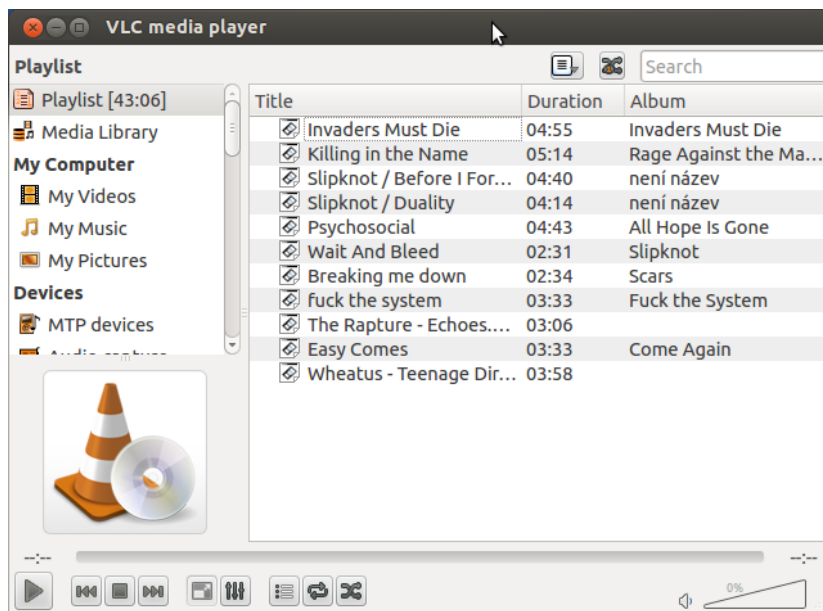 VLC media player
Playlist
Search
Playlist [43:06]
Media Library
My Computer
My Videos
My Music
My Pictures
Devices
MTP devices
Title Duration Album
Invaders Must Die 04:55 Invaders Must Die
Killing in the Name 05:14 Rage Against the Ma...
Slipknot / Before I For... 04:40 není název
Slipknot / Duality 04:14 není název
Psychosocial 04:43 All Hope Is Gone
Wait And Bleed 02:31 Slipknot
Breaking me down 02:34 Scars
fuck the system 03:33 Fuck the System
The Rapture - Echoes.... 03:06
Easy Comes 03:33 Come Again
Wheatus - Teenage Dir... 03:58
--:-- --:--
0%